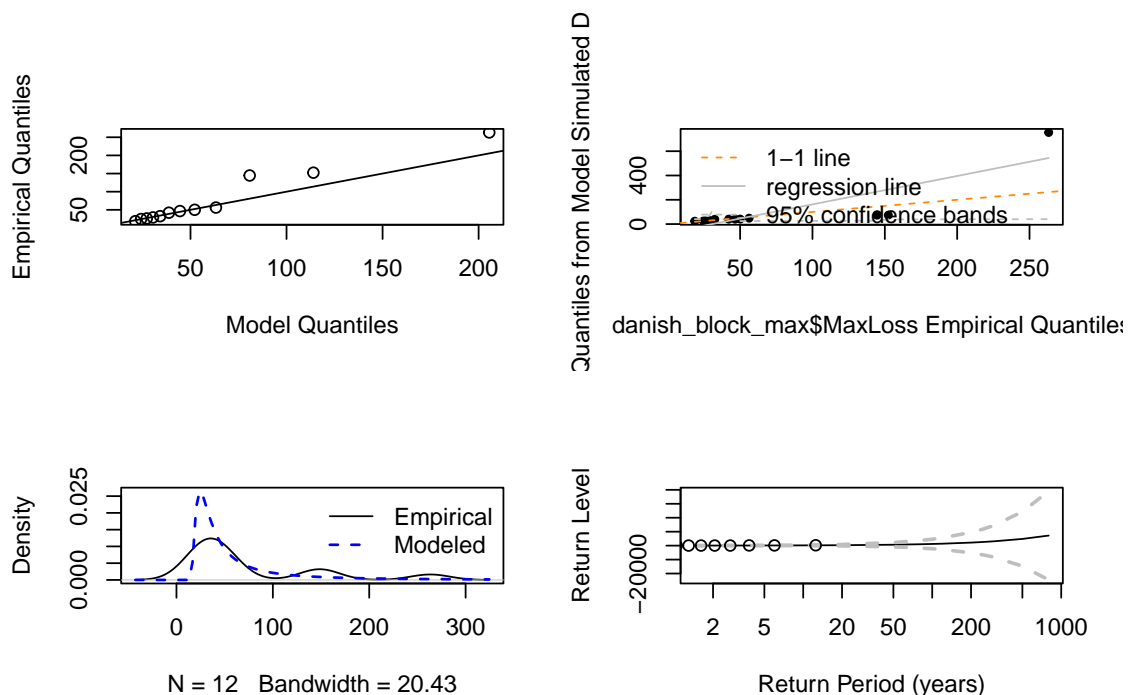 Empirical Quantiles
50
200
50
100
150
200
Model Quantiles
Quantiles from Model Simulated D
0
400
1−1 line
regression line
95% confidence bands
50
100
150
200
250
danish_block_max$MaxLoss Empirical Quantiles
Density
0.000
0.025
Empirical
Modeled
0
100
200
300
N = 12 Bandwidth = 20.43
Return Level
−20000
2
5
20
50
200
1000
Return Period (years)